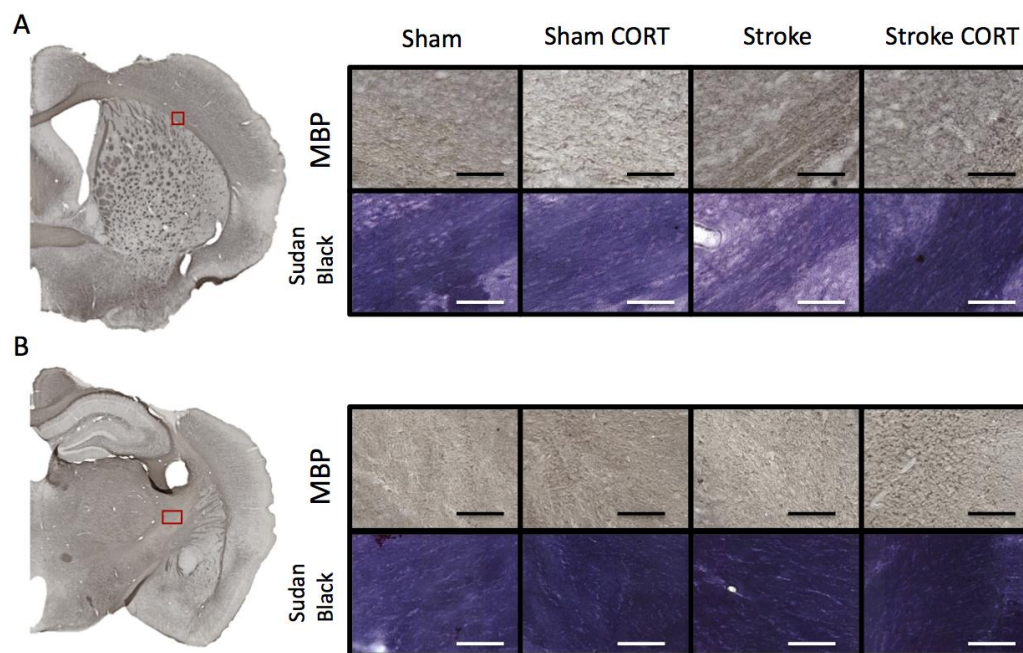 A
Sham
Sham CORT
Stroke
Stroke CORT
MBP
Sudan
Black
B
MBP
Sudan
Black